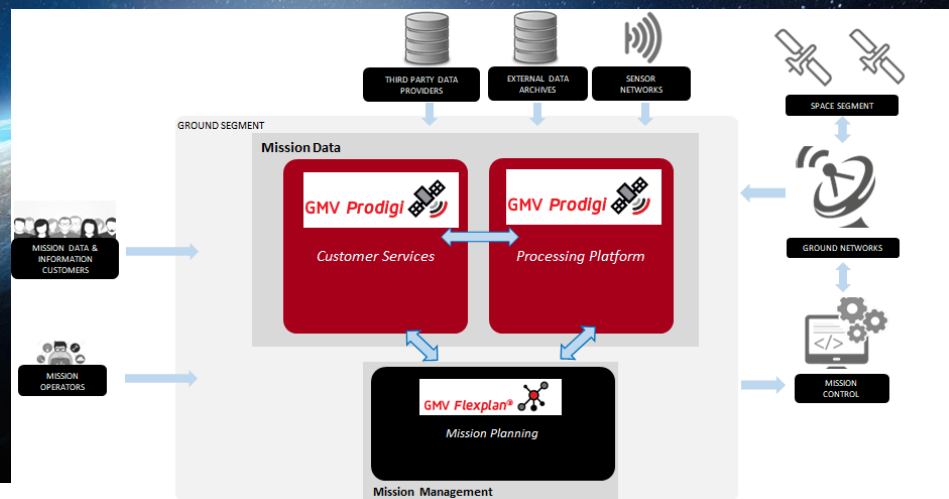 THIRD PARTY DATA
PROVIDERS
EXTERNAL DATA
ARCHIVES
SENSOR
NETWORKS
SPACE SEGMENT
GROUND SEGMENT
Mission Data
GMV Prodigi
Customer Services
GMV Prodigi
Processing Platform
MISSION DATA &
INFORMATION
CUSTOMERS
GROUND NETWORKS
</>
MISSION
OPERATORS
MISSION
CONTROL
GMV Flexplan®
Mission Planning
Mission Management